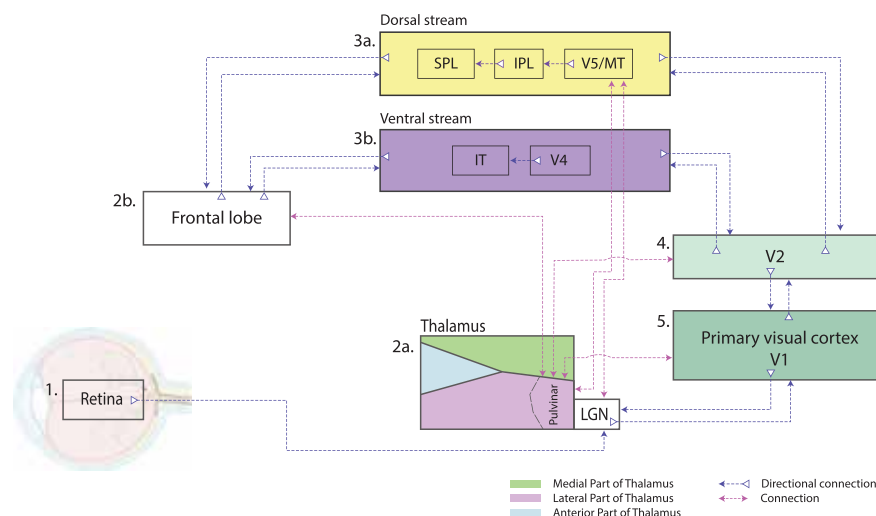 Dorsal stream
3a.
SPL
IPL
V5/MT
Ventral stream
3b.
IT
V4
2b.
Frontal lobe
4.
V2
5.
Primary visual cortex
V1
Thalamus
2a.
Pulvinar
LGN
1.
Retina
Medial Part of Thalamus
Directional connection
Lateral Part of Thalamus
Connection
Anterior Part of Thalamus